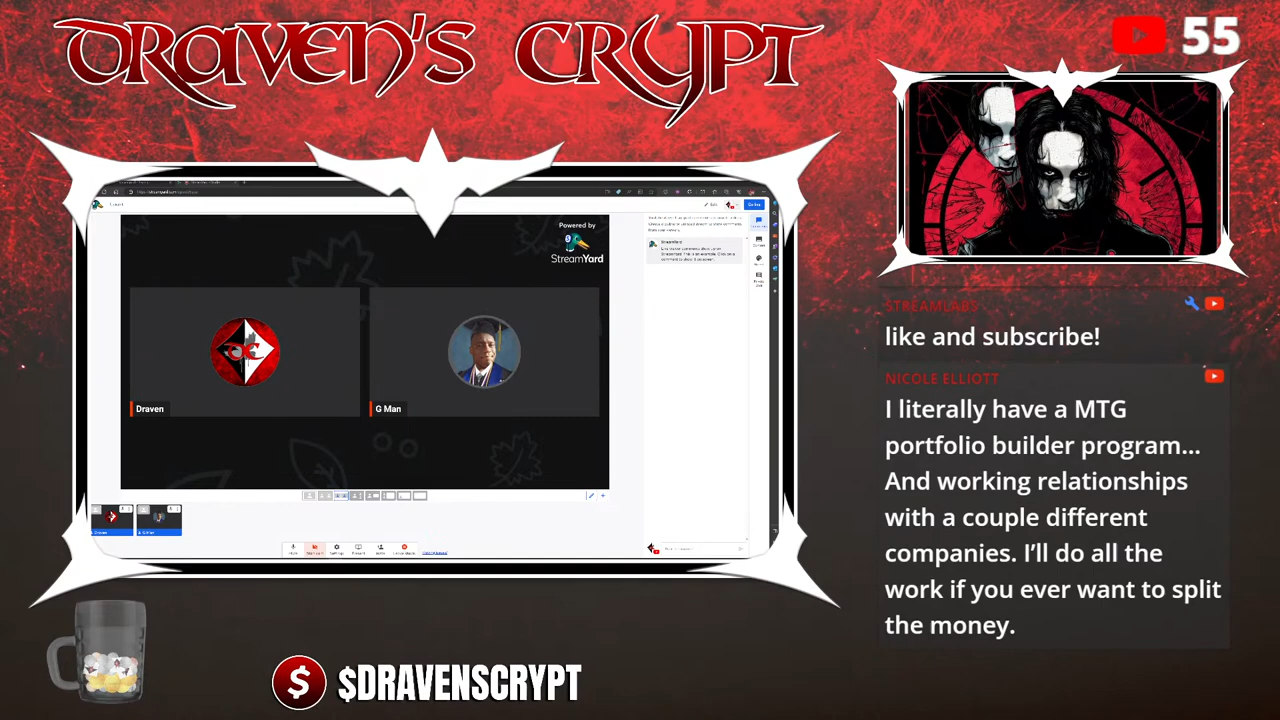 DRAVEN'S CRYPT
55
Powered by
StreamYard
Draven
G Man
STREAMLABS
like and subscribe!
NICOLE ELLIOTT
I literally have a MTG
portfolio builder program...
And working relationships
with a couple different
companies. I'll do all the
work if you ever want to split
the money.
$
$DRAVENSCRYPT